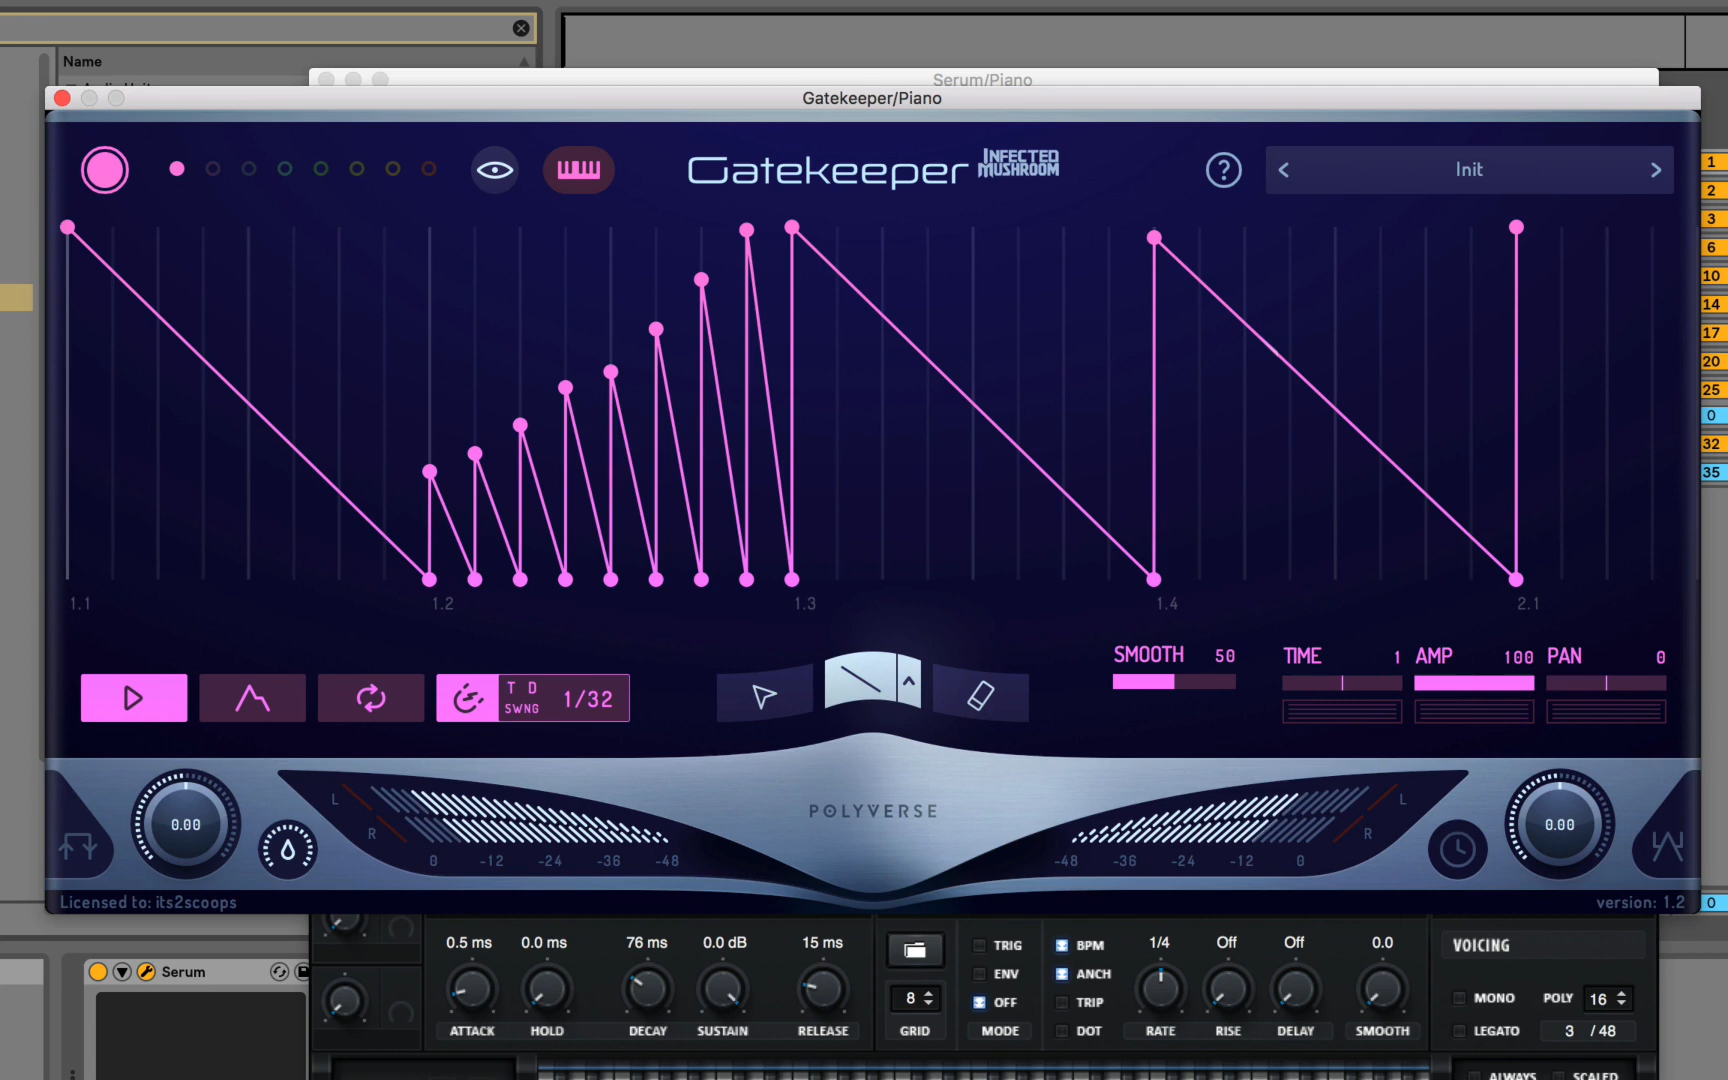 Name
Serum/Piano
Gatekeeper/Piano
Gatekeeper INFECTED MUSHROOM
? < Init >
1
2
3
6
10
14
17
20
25
0
32
35
1.1 1.2 1.3 1.4 2.1
SMOOTH 50 TIME 1 AMP 100 PAN 0
T D
SWNG 1/32
0.00
L
R
0 -12 -24 -36 -48
POLYVERSE
-48 -36 -24 -12 0
L
R
0.00
Licensed to: its2scoops version: 1.2 0
0.5 ms 0.0 ms 76 ms 0.0 dB 15 ms
ATTACK HOLD DECAY SUSTAIN RELEASE
8
GRID
TRIG
ENV
OFF
MODE
BPM
ANCH
TRIP
DOT
1/4 Off Off 0.0
RATE RISE DELAY SMOOTH
VOICING
MONO POLY 16
LEGATO 3 / 48
ALWAYS SCALED
Serum